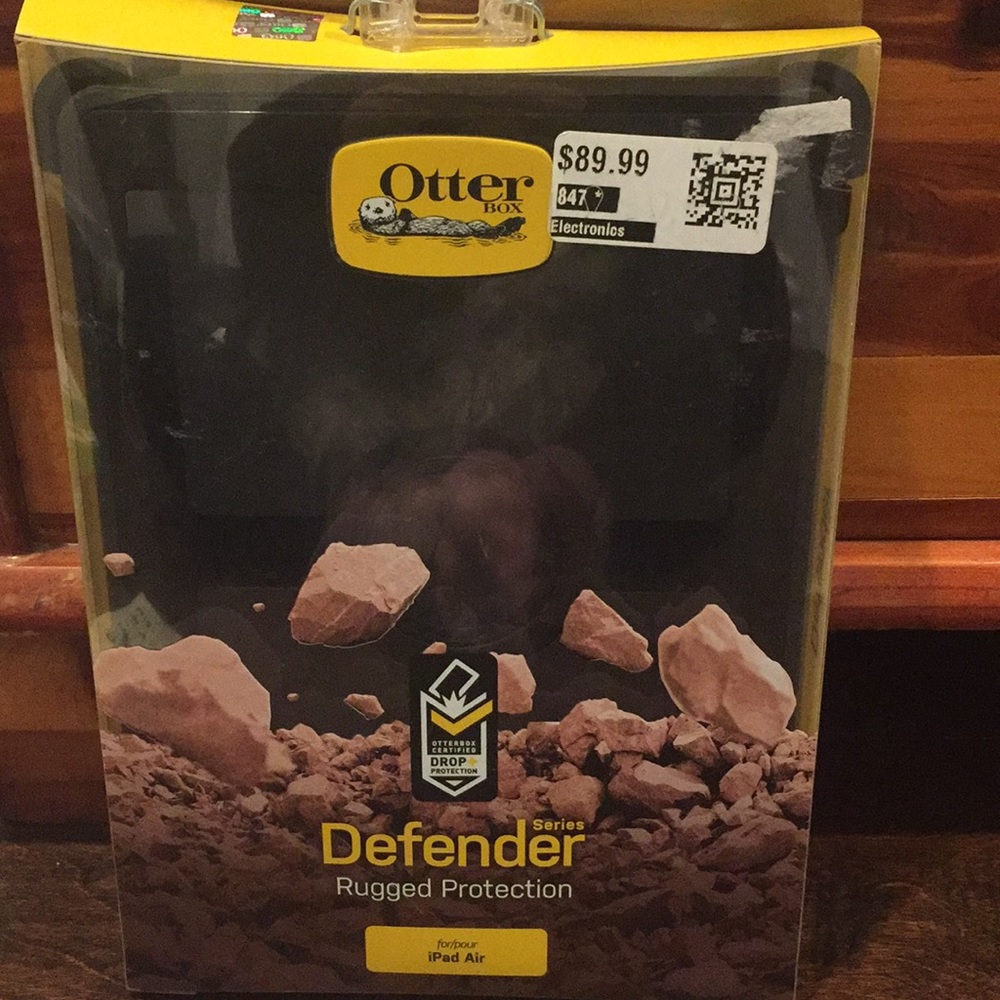 Otter
BOX
$89.99
847
Electronics
OTTERBOX
CERTIFIED
DROP+
PROTECTION
Defender Series
Rugged Protection
for/pour
iPad Air